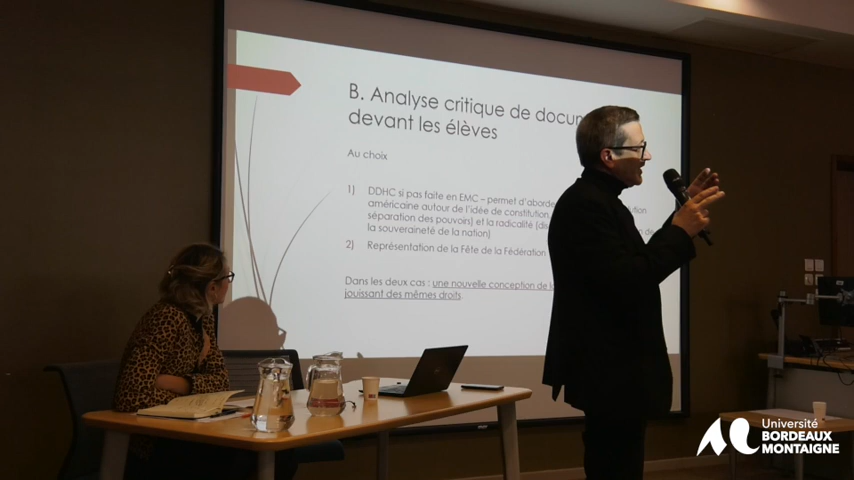 B. Analyse critique de docum
devant les élèves
Au choix
1) DDHC si pas faite en EMC – permet d'aborde
américaine autour de l'idée de constitution,
séparation des pouvoirs) et la radicalité (dis
la souveraineté de la nation)
2) Représentation de la Fête de la Fédération
Dans les deux cas : une nouvelle conception de la
jouissant des mêmes droits.
Université
BORDEAUX
MONTAIGNE